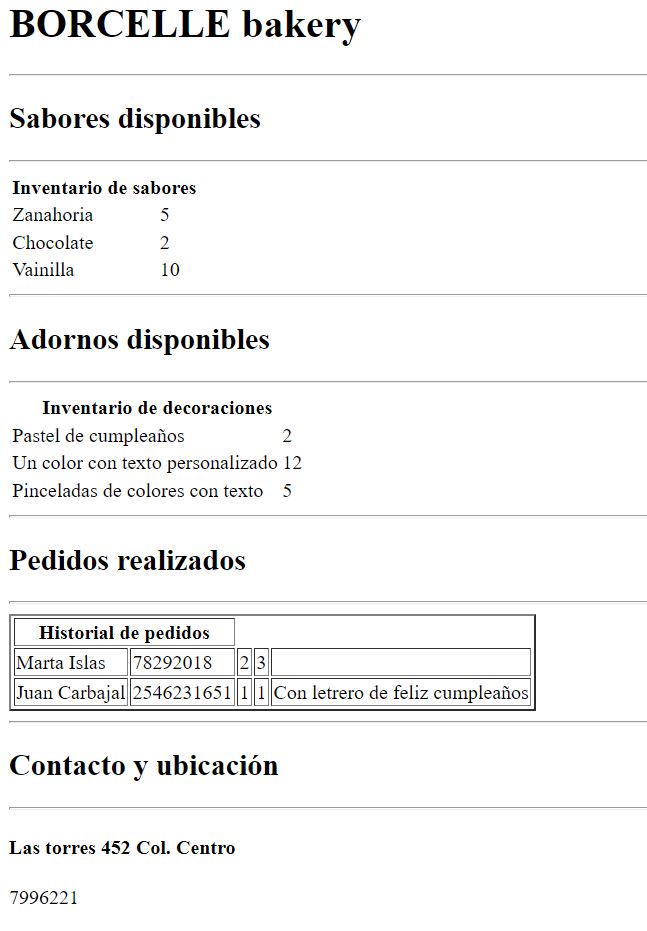 BORCELLE bakery
Sabores disponibles
Inventario de sabores
Zanahoria 5
Chocolate 2
Vainilla 10
Adornos disponibles
Inventario de decoraciones
Pastel de cumpleaños 2
Un color con texto personalizado 12
Pinceladas de colores con texto 5
Pedidos realizados
Historial de pedidos
Marta Islas 78292018 2 3
Juan Carbajal 2546231651 1 1 Con letrero de feliz cumpleaños
Contacto y ubicación
Las torres 452 Col. Centro
7996221